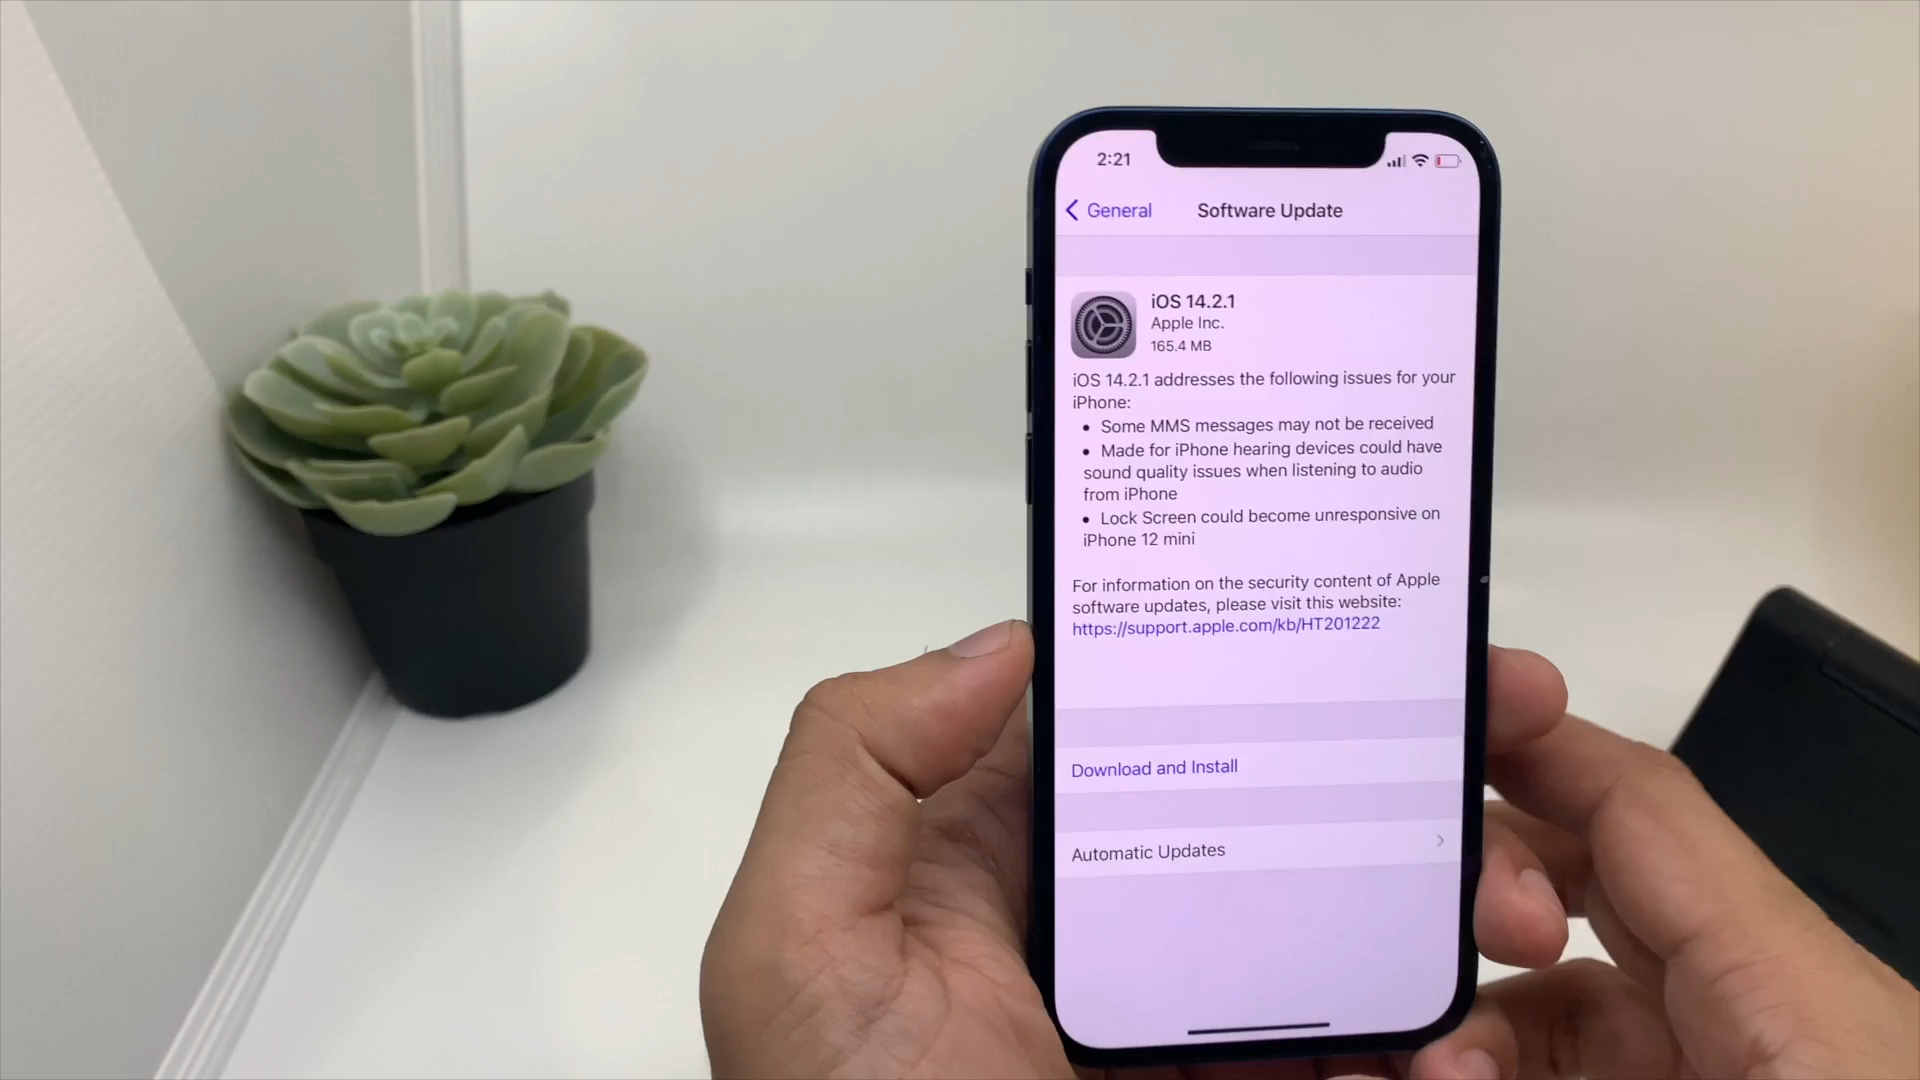 2:21
General
Software Update
iOS 14.2.1
Apple Inc.
165.4 MB
iOS 14.2.1 addresses the following issues for your
iPhone:
• Some MMS messages may not be received
• Made for iPhone hearing devices could have
sound quality issues when listening to audio
from iPhone
• Lock Screen could become unresponsive on
iPhone 12 mini
For information on the security content of Apple
software updates, please visit this website:
https://support.apple.com/kb/HT201222
Download and Install
Automatic Updates